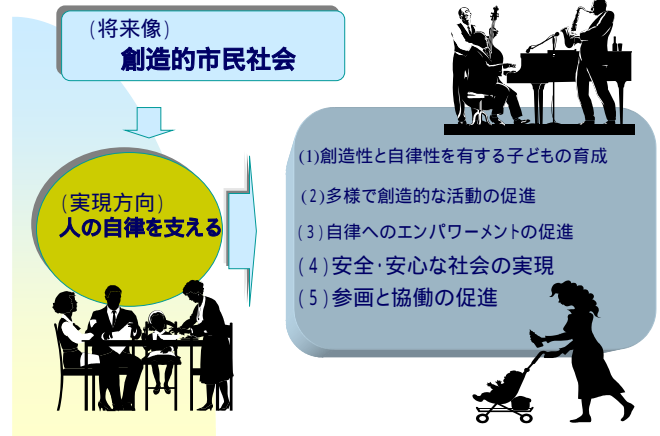 (将来像)
創造的市民社会
(実現方向)
人の自律を支える
(1)創造性と自律性を有する子どもの育成
(2)多様で創造的な活動の促進
(3)自律へのエンパワーメントの促進
(4)安全･安心な社会の実現
(5)参画と協働の促進